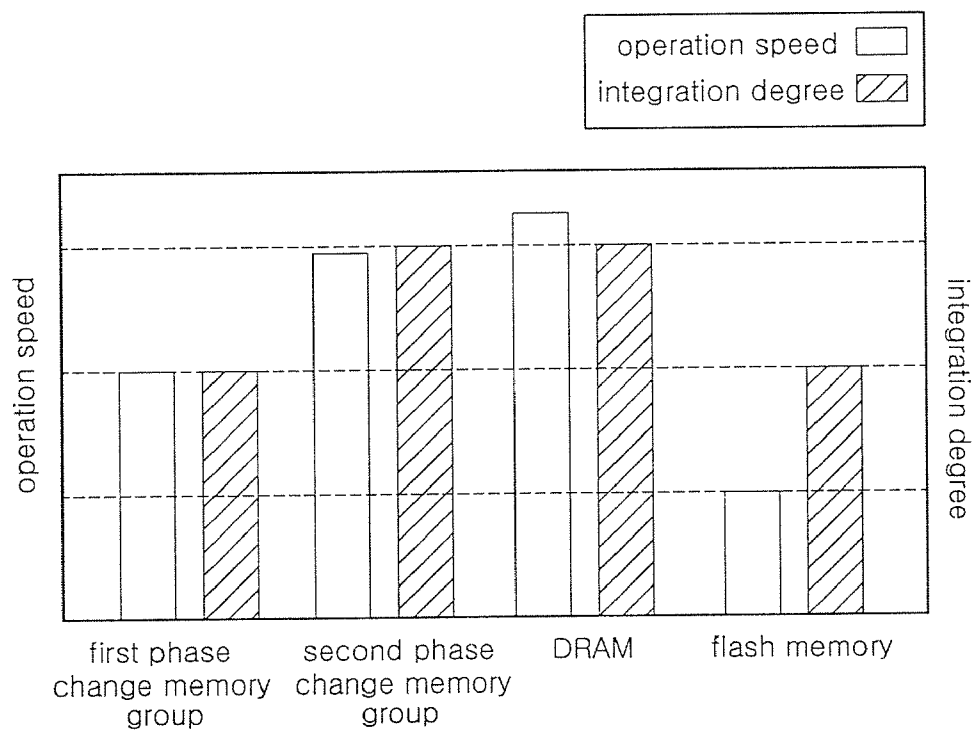 operation speed
integration degree
operation speed
integration degree
first phase
change memory
group
second phase
change memory
group
DRAM
flash memory